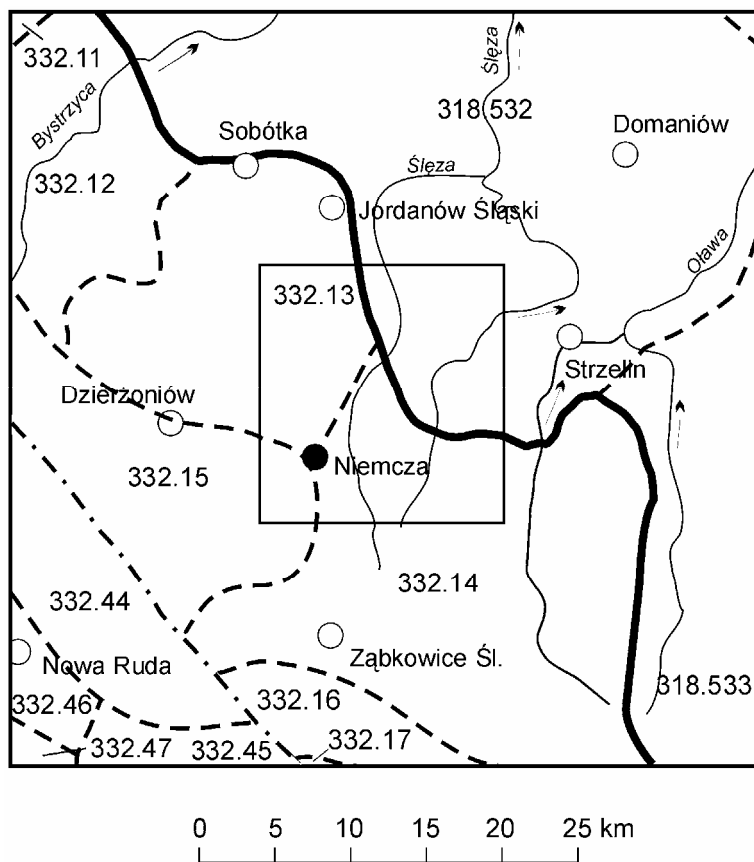 332.11
Bystrzyca
332.12
Sobótka
Ślęza
318.532
Domaniów
Ślęza
Jordanów Śląski
Oława
332.13
Strzelin
Dzierżoniów
332.15
Niemcza
332.14
332.44
Nowa Ruda
Ząbkowice Śl.
332.16
318.533
332.46
332.47
332.45
332.17
0 5 10 15 20 25 km